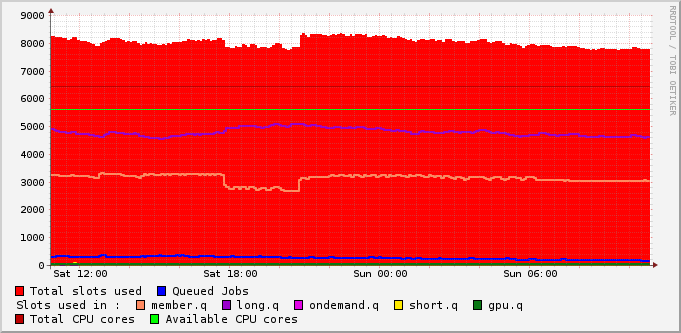 RRDTOOL / TOBI OETIKER
9000
8000
7000
6000
5000
4000
3000
2000
1000
0
Sat 12:00 Sat 18:00 Sun 00:00 Sun 06:00
Total slots used Queued Jobs
Slots used in : member.q long.q ondemand.q short.q gpu.q
Total CPU cores Available CPU cores